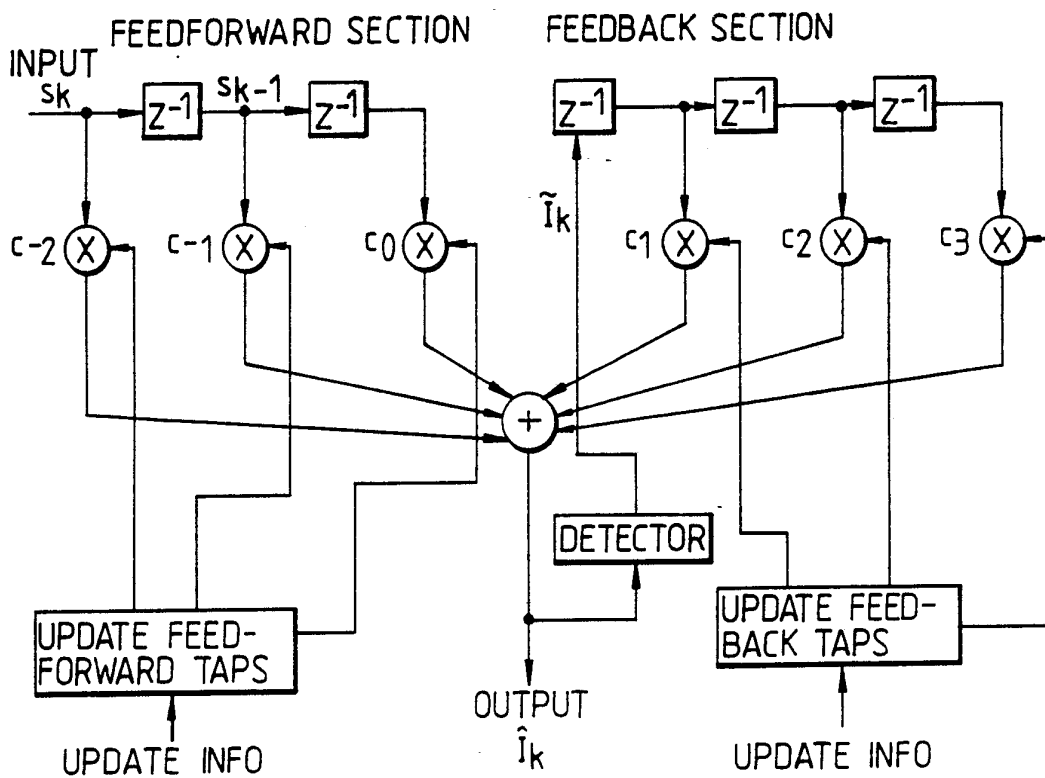 FEEDFORWARD SECTION
FEEDBACK SECTION
INPUT
sk
z⁻¹
sk-1
z⁻¹
z⁻¹
z⁻¹
z⁻¹
Ĩk
c-2
X
c-1
X
c0
X
c1
X
c2
X
c3
X
+
DETECTOR
UPDATE FEED-
FORWARD TAPS
UPDATE FEED-
BACK TAPS
OUTPUT
Îk
UPDATE INFO
UPDATE INFO